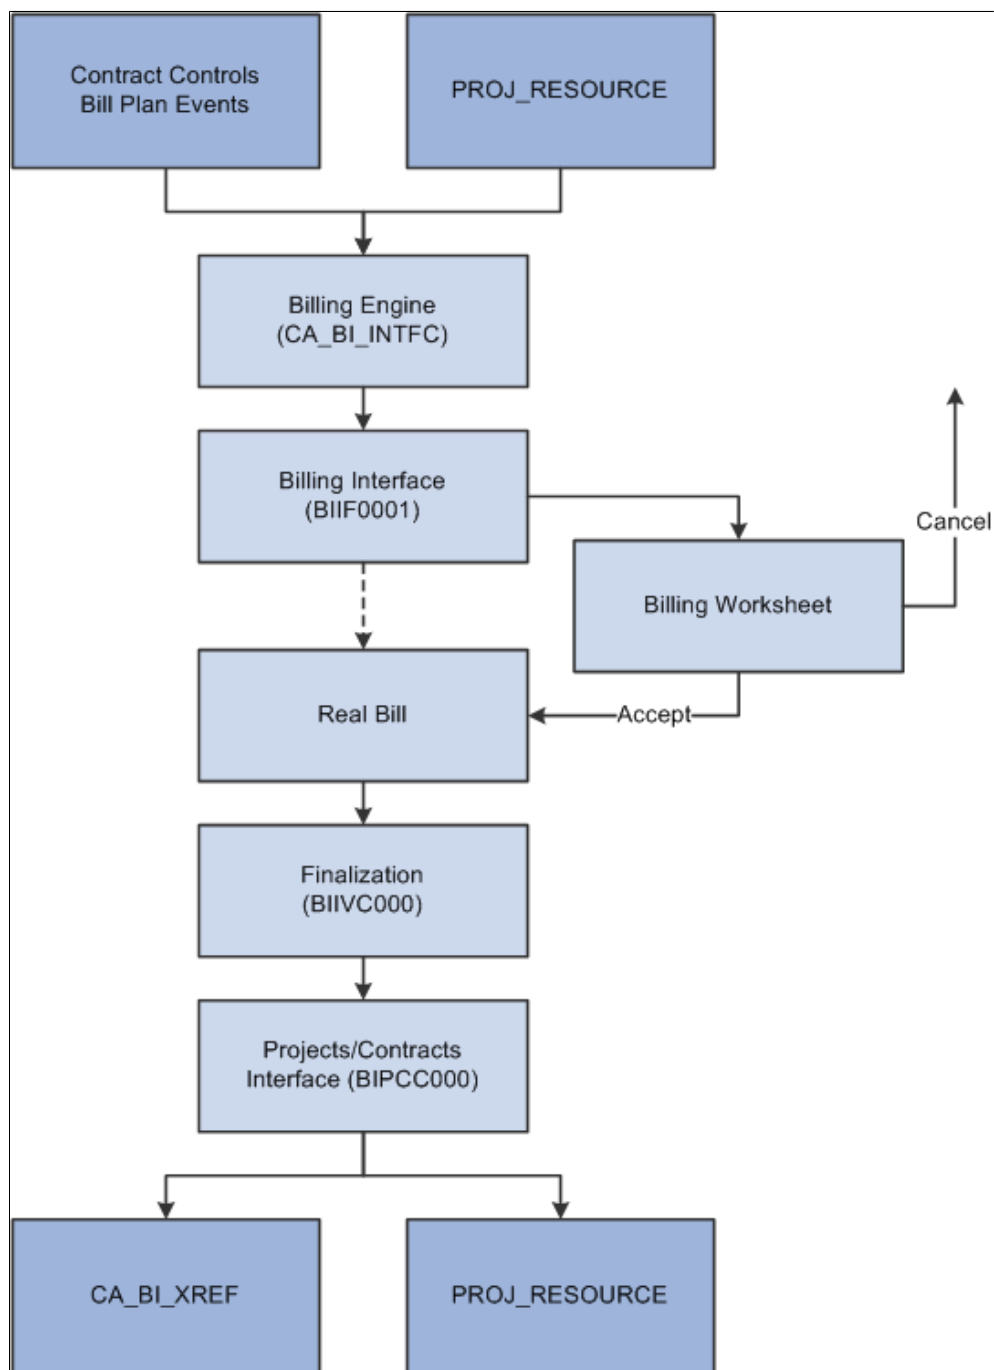 Contract Controls
Bill Plan Events
PROJ_RESOURCE
Billing Engine
(CA_BI_INTFC)
Billing Interface
(BIIF0001)
Cancel
Billing Worksheet
Real Bill
Accept
Finalization
(BIIVC000)
Projects/Contracts
Interface (BIPCC000)
CA_BI_XREF
PROJ_RESOURCE